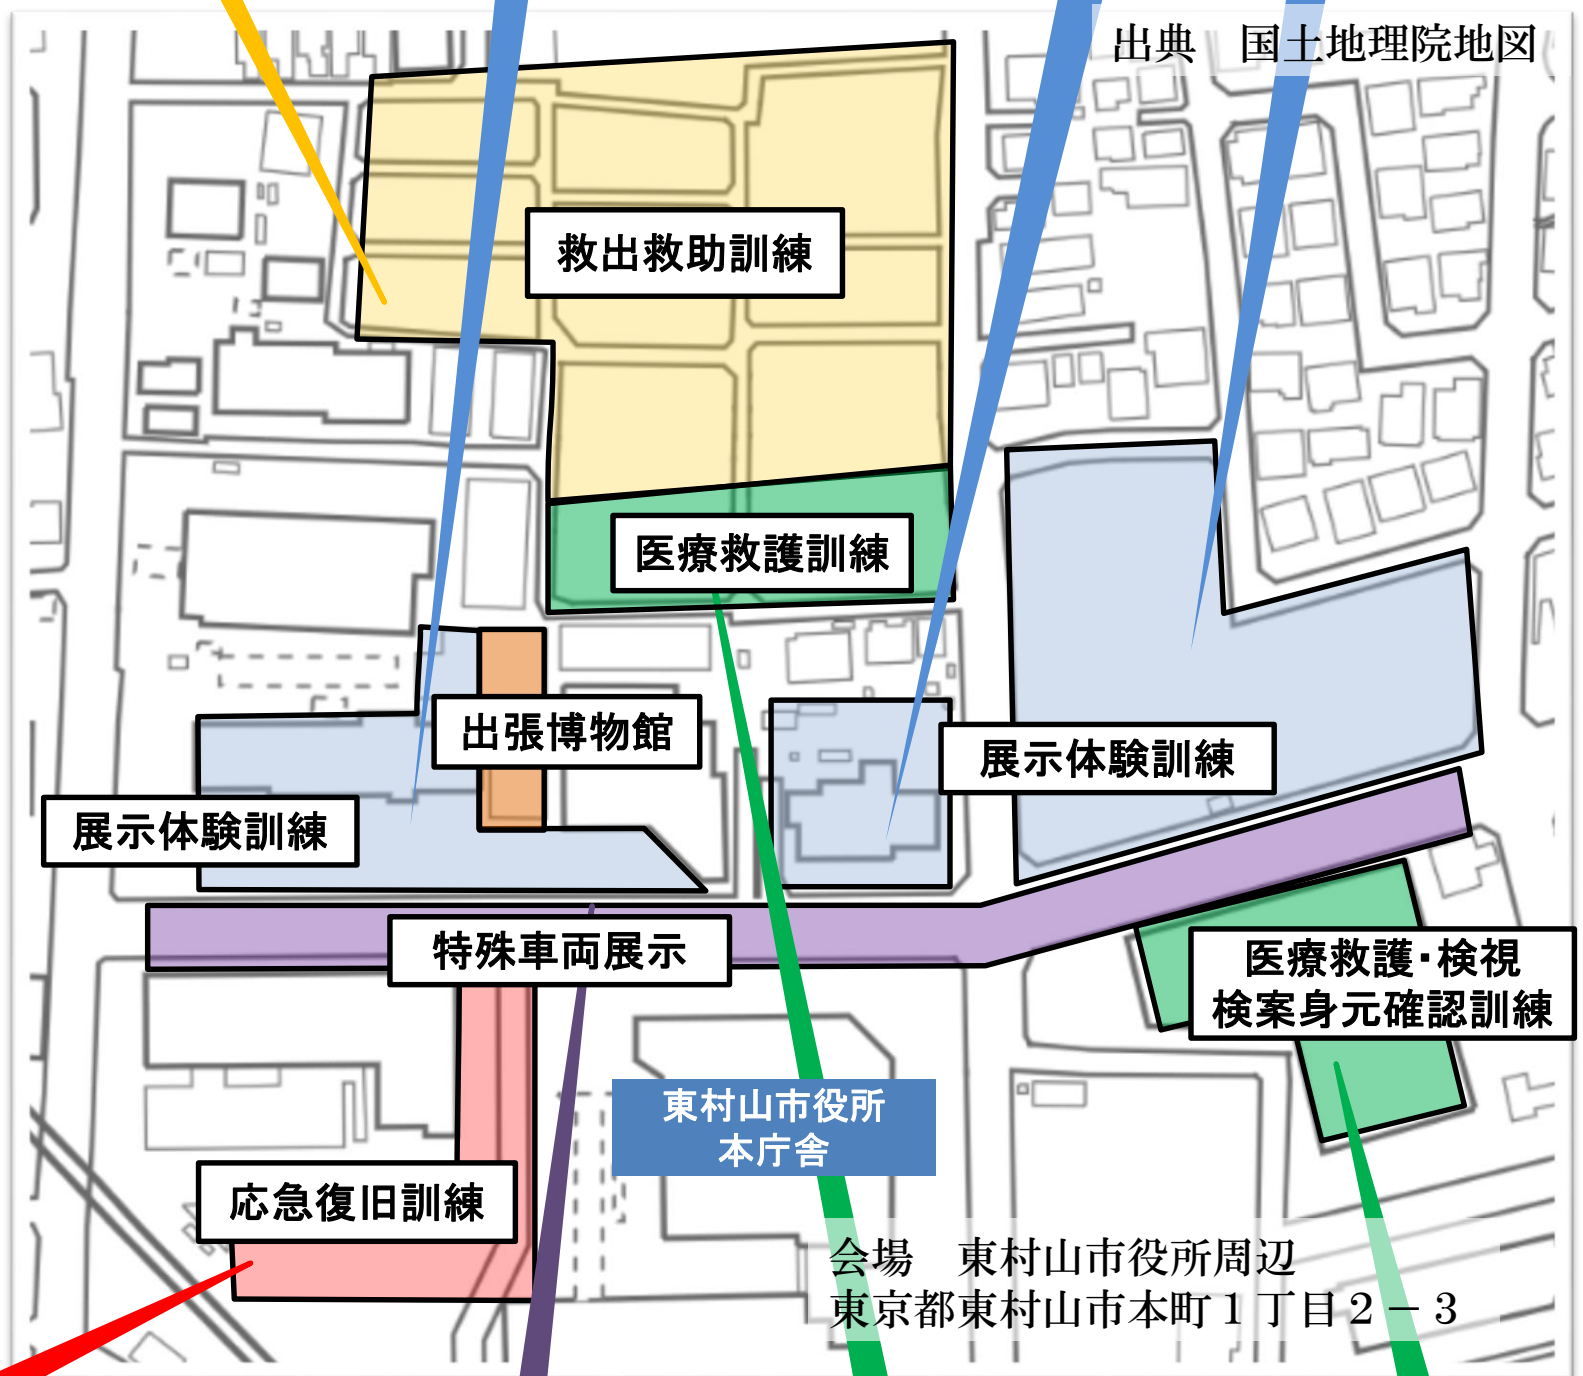 出典　国土地理院地図
救出救助訓練
医療救護訓練
出張博物館
展示体験訓練
展示体験訓練
特殊車両展示
医療救護・検視
検案身元確認訓練
東村山市役所
本庁舎
応急復旧訓練
会場　東村山市役所周辺
東京都東村山市本町１丁目２－３